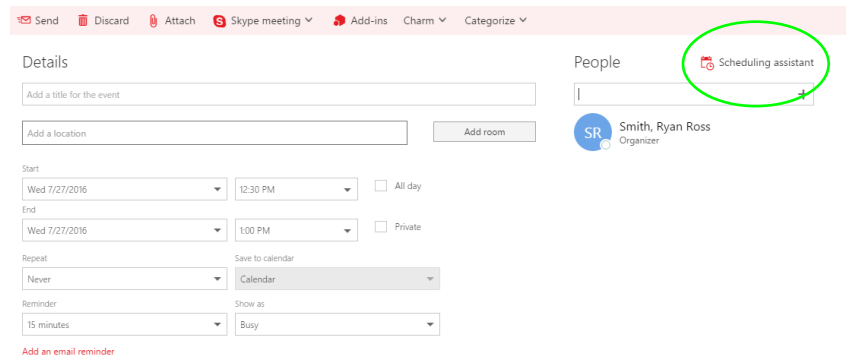 Send Discard Attach Skype meeting Add-ins Charm Categorize
Details
Add a title for the event
Add a location
Add room
Start
Wed 7/27/2016 12:30 PM All day
End
Wed 7/27/2016 1:00 PM Private
Repeat Save to calendar
Never Calendar
Reminder Show as
15 minutes Busy
Add an email reminder
People Scheduling assistant
SR Smith, Ryan Ross
Organizer